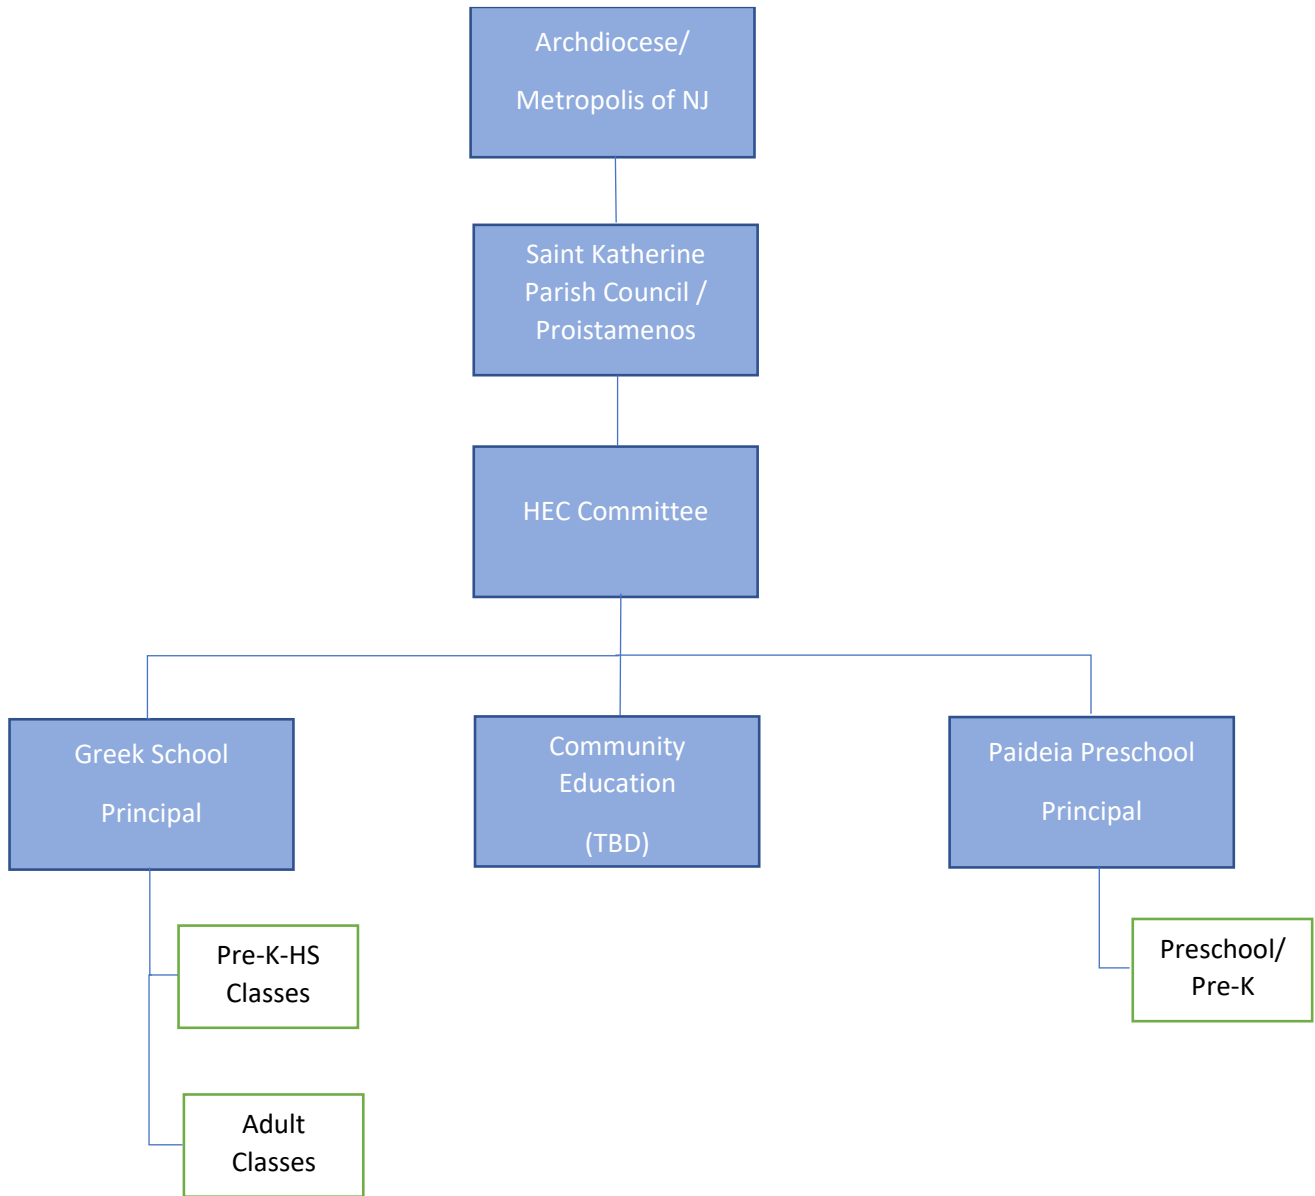 Archdiocese/
Metropolis of NJ
Saint Katherine
Parish Council /
Proistamenos
HEC Committee
Greek School
Principal
Community
Education
(TBD)
Paideia Preschool
Principal
Pre-K-HS
Classes
Adult
Classes
Preschool/
Pre-K